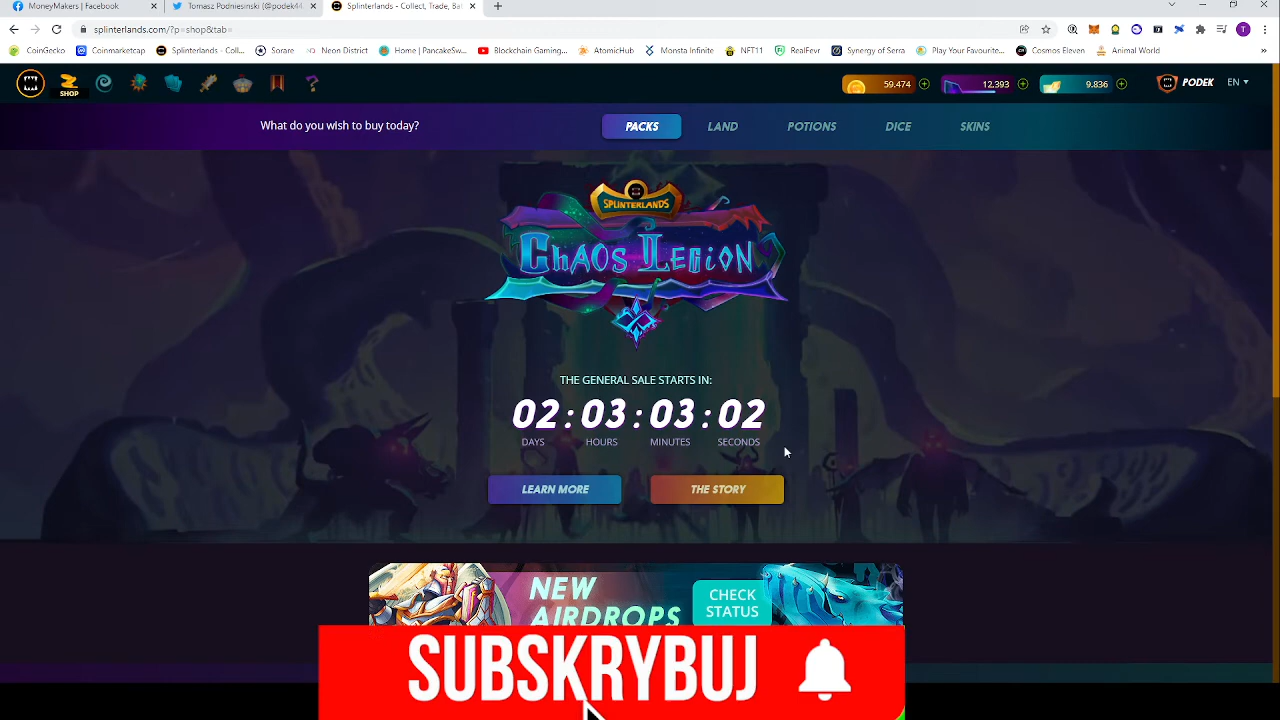 MoneyMakers | Facebook
Tomasz Podniesinski (@podek44
Splinterlands - Collect, Trade, Bat
splinterlands.com/?p=shop&tab=
T
CoinGecko
Coinmarketcap
Splinterlands - Coll...
Sorare
Neon District
Home | PancakeSw...
Blockchain Gaming...
AtomicHub
Monsta Infinite
NFT11
RealFevr
Synergy of Serra
Play Your Favourite...
Cosmos Eleven
Animal World
SHOP
59.474
12.393
9.836
PODEK
EN
What do you wish to buy today?
PACKS
LAND
POTIONS
DICE
SKINS
SPLINTERLANDS
CHAOS LEGION
THE GENERAL SALE STARTS IN:
02:03:03:02
DAYS HOURS MINUTES SECONDS
LEARN MORE
THE STORY
NEW
AIRDROPS
CHECK
STATUS
SUBSKRYBUJ